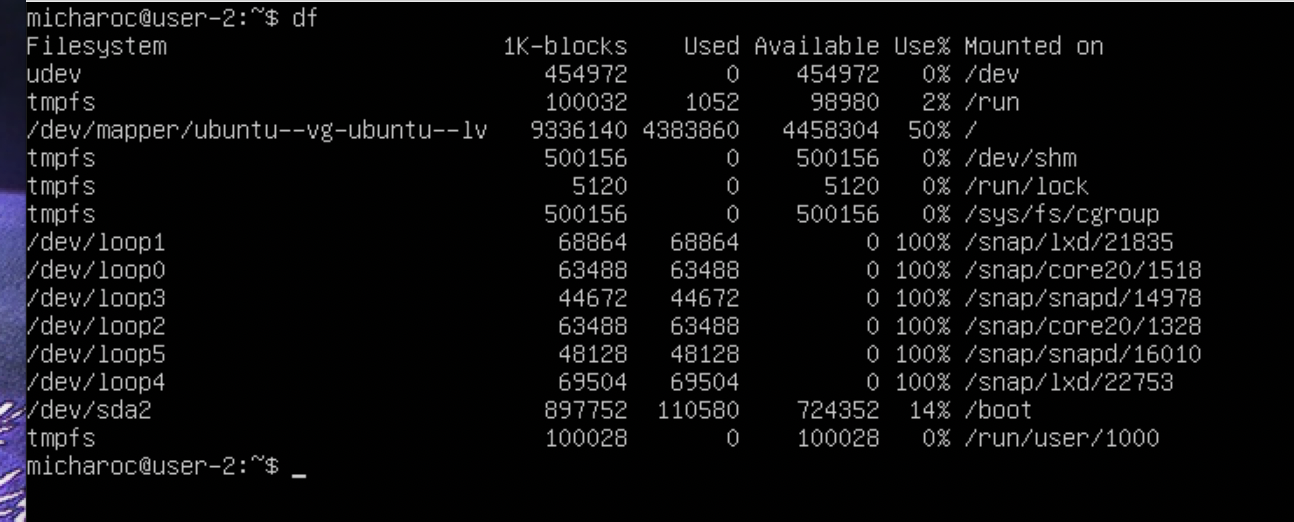 micharoc@user-2:~$ df
Filesystem                         1K-blocks    Used Available Use% Mounted on
udev                                  454972       0    454972   0% /dev
tmpfs                                 100032    1052     98980   2% /run
/dev/mapper/ubuntu--vg-ubuntu--lv   9336140 4383860   4458304  50% /
tmpfs                                 500156       0    500156   0% /dev/shm
tmpfs                                   5120       0      5120   0% /run/lock
tmpfs                                 500156       0    500156   0% /sys/fs/cgroup
/dev/loop1                             68864   68864         0 100% /snap/lxd/21835
/dev/loop0                             63488   63488         0 100% /snap/core20/1518
/dev/loop3                             44672   44672         0 100% /snap/snapd/14978
/dev/loop2                             63488   63488         0 100% /snap/core20/1328
/dev/loop5                             48128   48128         0 100% /snap/snapd/16010
/dev/loop4                             69504   69504         0 100% /snap/lxd/22753
/dev/sda2                             897752  110580    724352  14% /boot
tmpfs                                 100028       0    100028   0% /run/user/1000
micharoc@user-2:~$ _